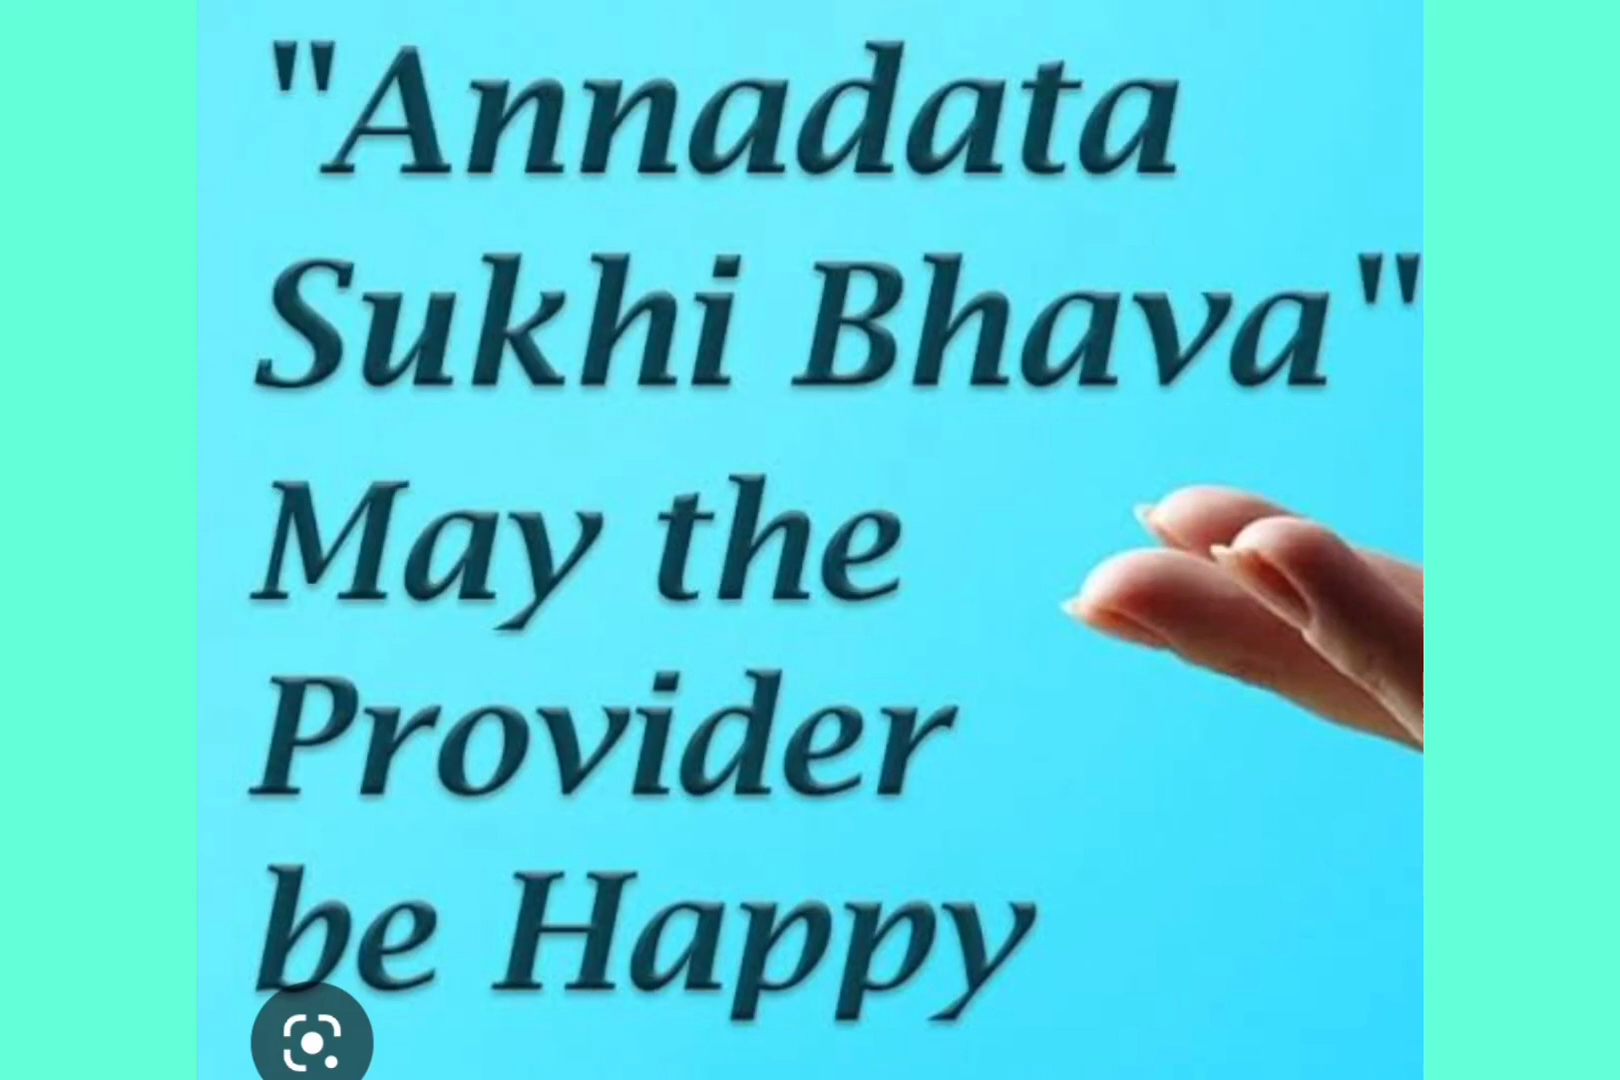 "Annadata
Sukhi Bhava"
May the
Provider
be Happy